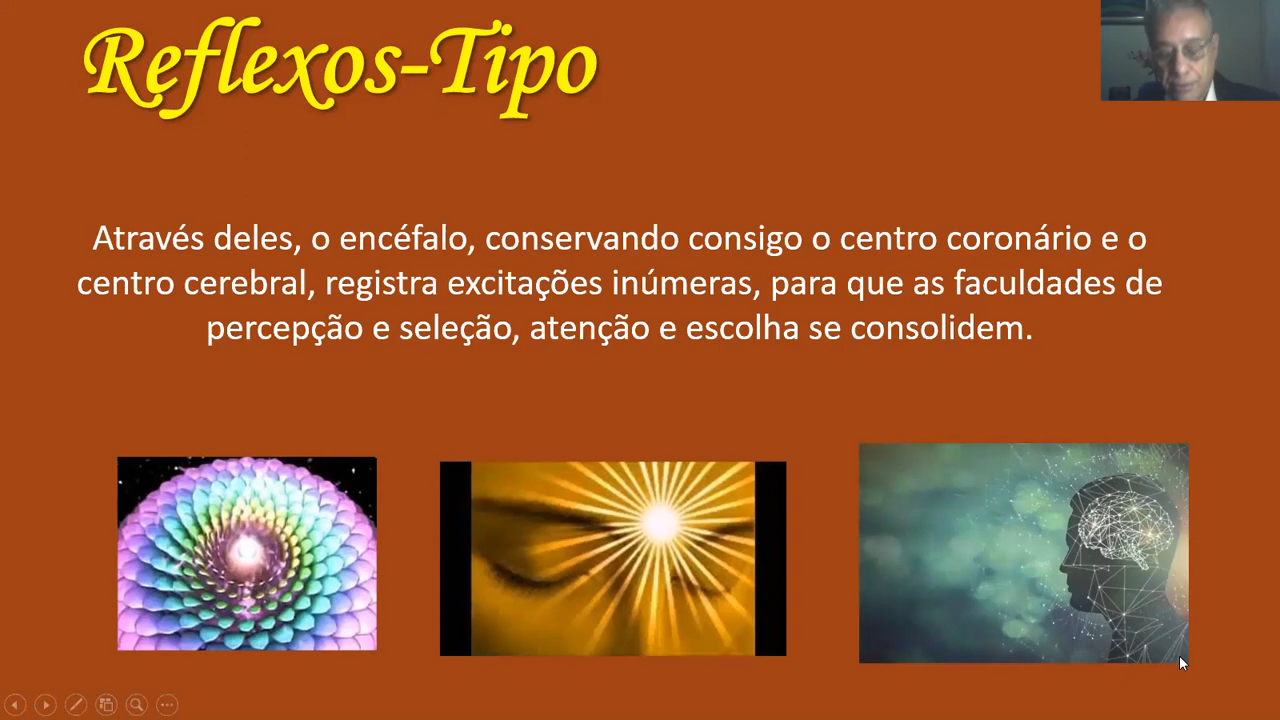 Reflexos-Tipo
Através deles, o encéfalo, conservando consigo o centro coronário e o
centro cerebral, registra excitações inúmeras, para que as faculdades de
percepção e seleção, atenção e escolha se consolidem.